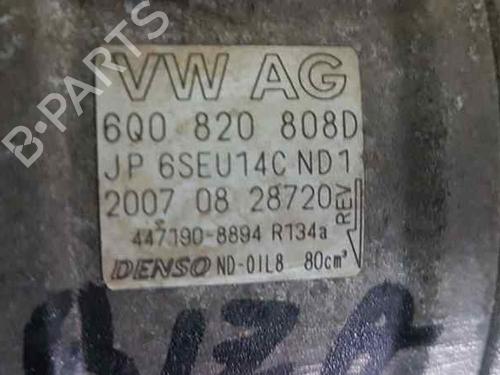 B-PARTS
VW AG
6Q0 820 808D
JP 6SEU14C ND1
2007 08 28720 REV
447190-8894 R134a
DENSO ND-OIL8 80cm³